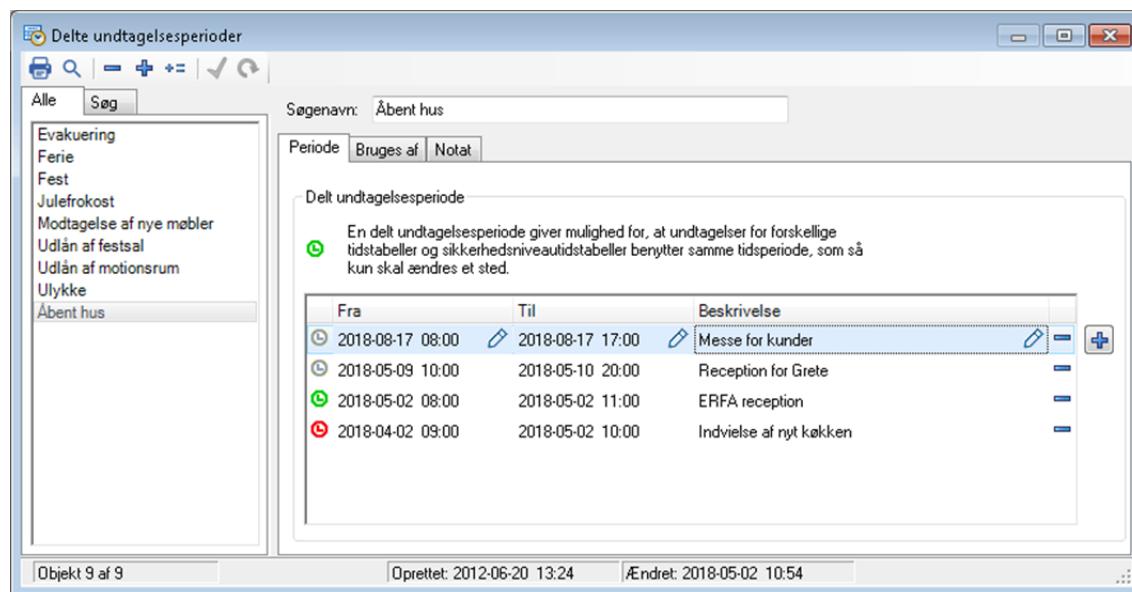 Delte undtagelsesperioder
Alle Søg
Evakuering
Ferie
Fest
Julefrokost
Modtagelse af nye møbler
Udlån af festsal
Udlån af motionsrum
Ulykke
Åbent hus
Søgenavn: Åbent hus
Periode Bruges af Notat
Delt undtagelsesperiode
En delt undtagelsesperiode giver mulighed for, at undtagelser for forskellige
tidstabeller og sikkerhedsniveautidstabeller benytter samme tidsperiode, som så
kun skal ændres et sted.
Fra Til Beskrivelse
2018-08-17 08:00 2018-08-17 17:00 Messe for kunder
2018-05-09 10:00 2018-05-10 20:00 Reception for Grete
2018-05-02 08:00 2018-05-02 11:00 ERFA reception
2018-04-02 09:00 2018-05-02 10:00 Indvielse af nyt køkken
Objekt 9 af 9 Oprettet: 2012-06-20 13:24 Ændret: 2018-05-02 10:54